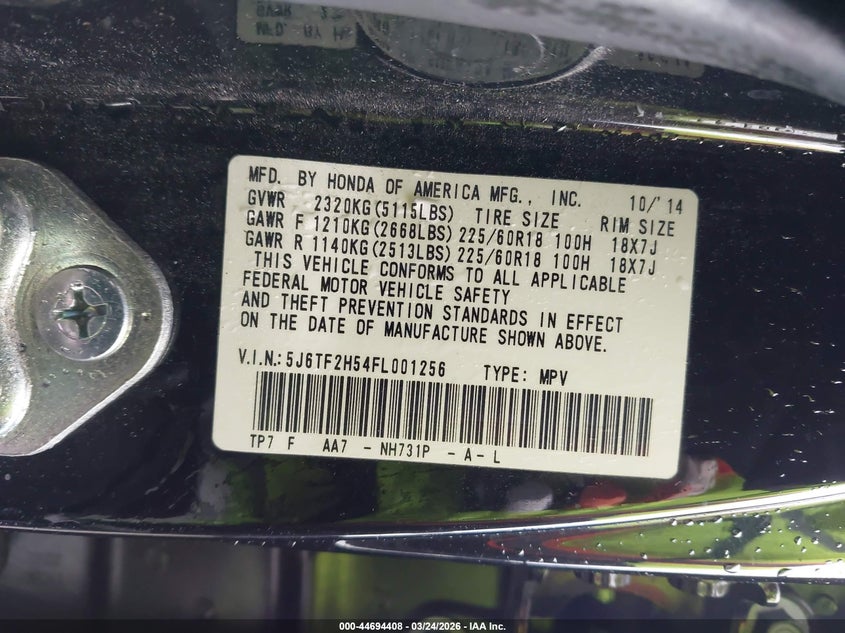 MFD. BY HONDA OF AMERICA MFG., INC. 10/'14
GVWR 2320KG(5115LBS) TIRE SIZE RIM SIZE
GAWR F 1210KG(2668LBS) 225/60R18 100H 18X7J
GAWR R 1140KG(2513LBS) 225/60R18 100H 18X7J
THIS VEHICLE CONFORMS TO ALL APPLICABLE
FEDERAL MOTOR VEHICLE SAFETY
AND THEFT PREVENTION STANDARDS IN EFFECT
ON THE DATE OF MANUFACTURE SHOWN ABOVE.
V.I.N.: 5J6TF2H54FL001256 TYPE: MPV
TP7 F AA7 - NH731P - A - L
000-44694408 - 03/24/2026 - IAA Inc.